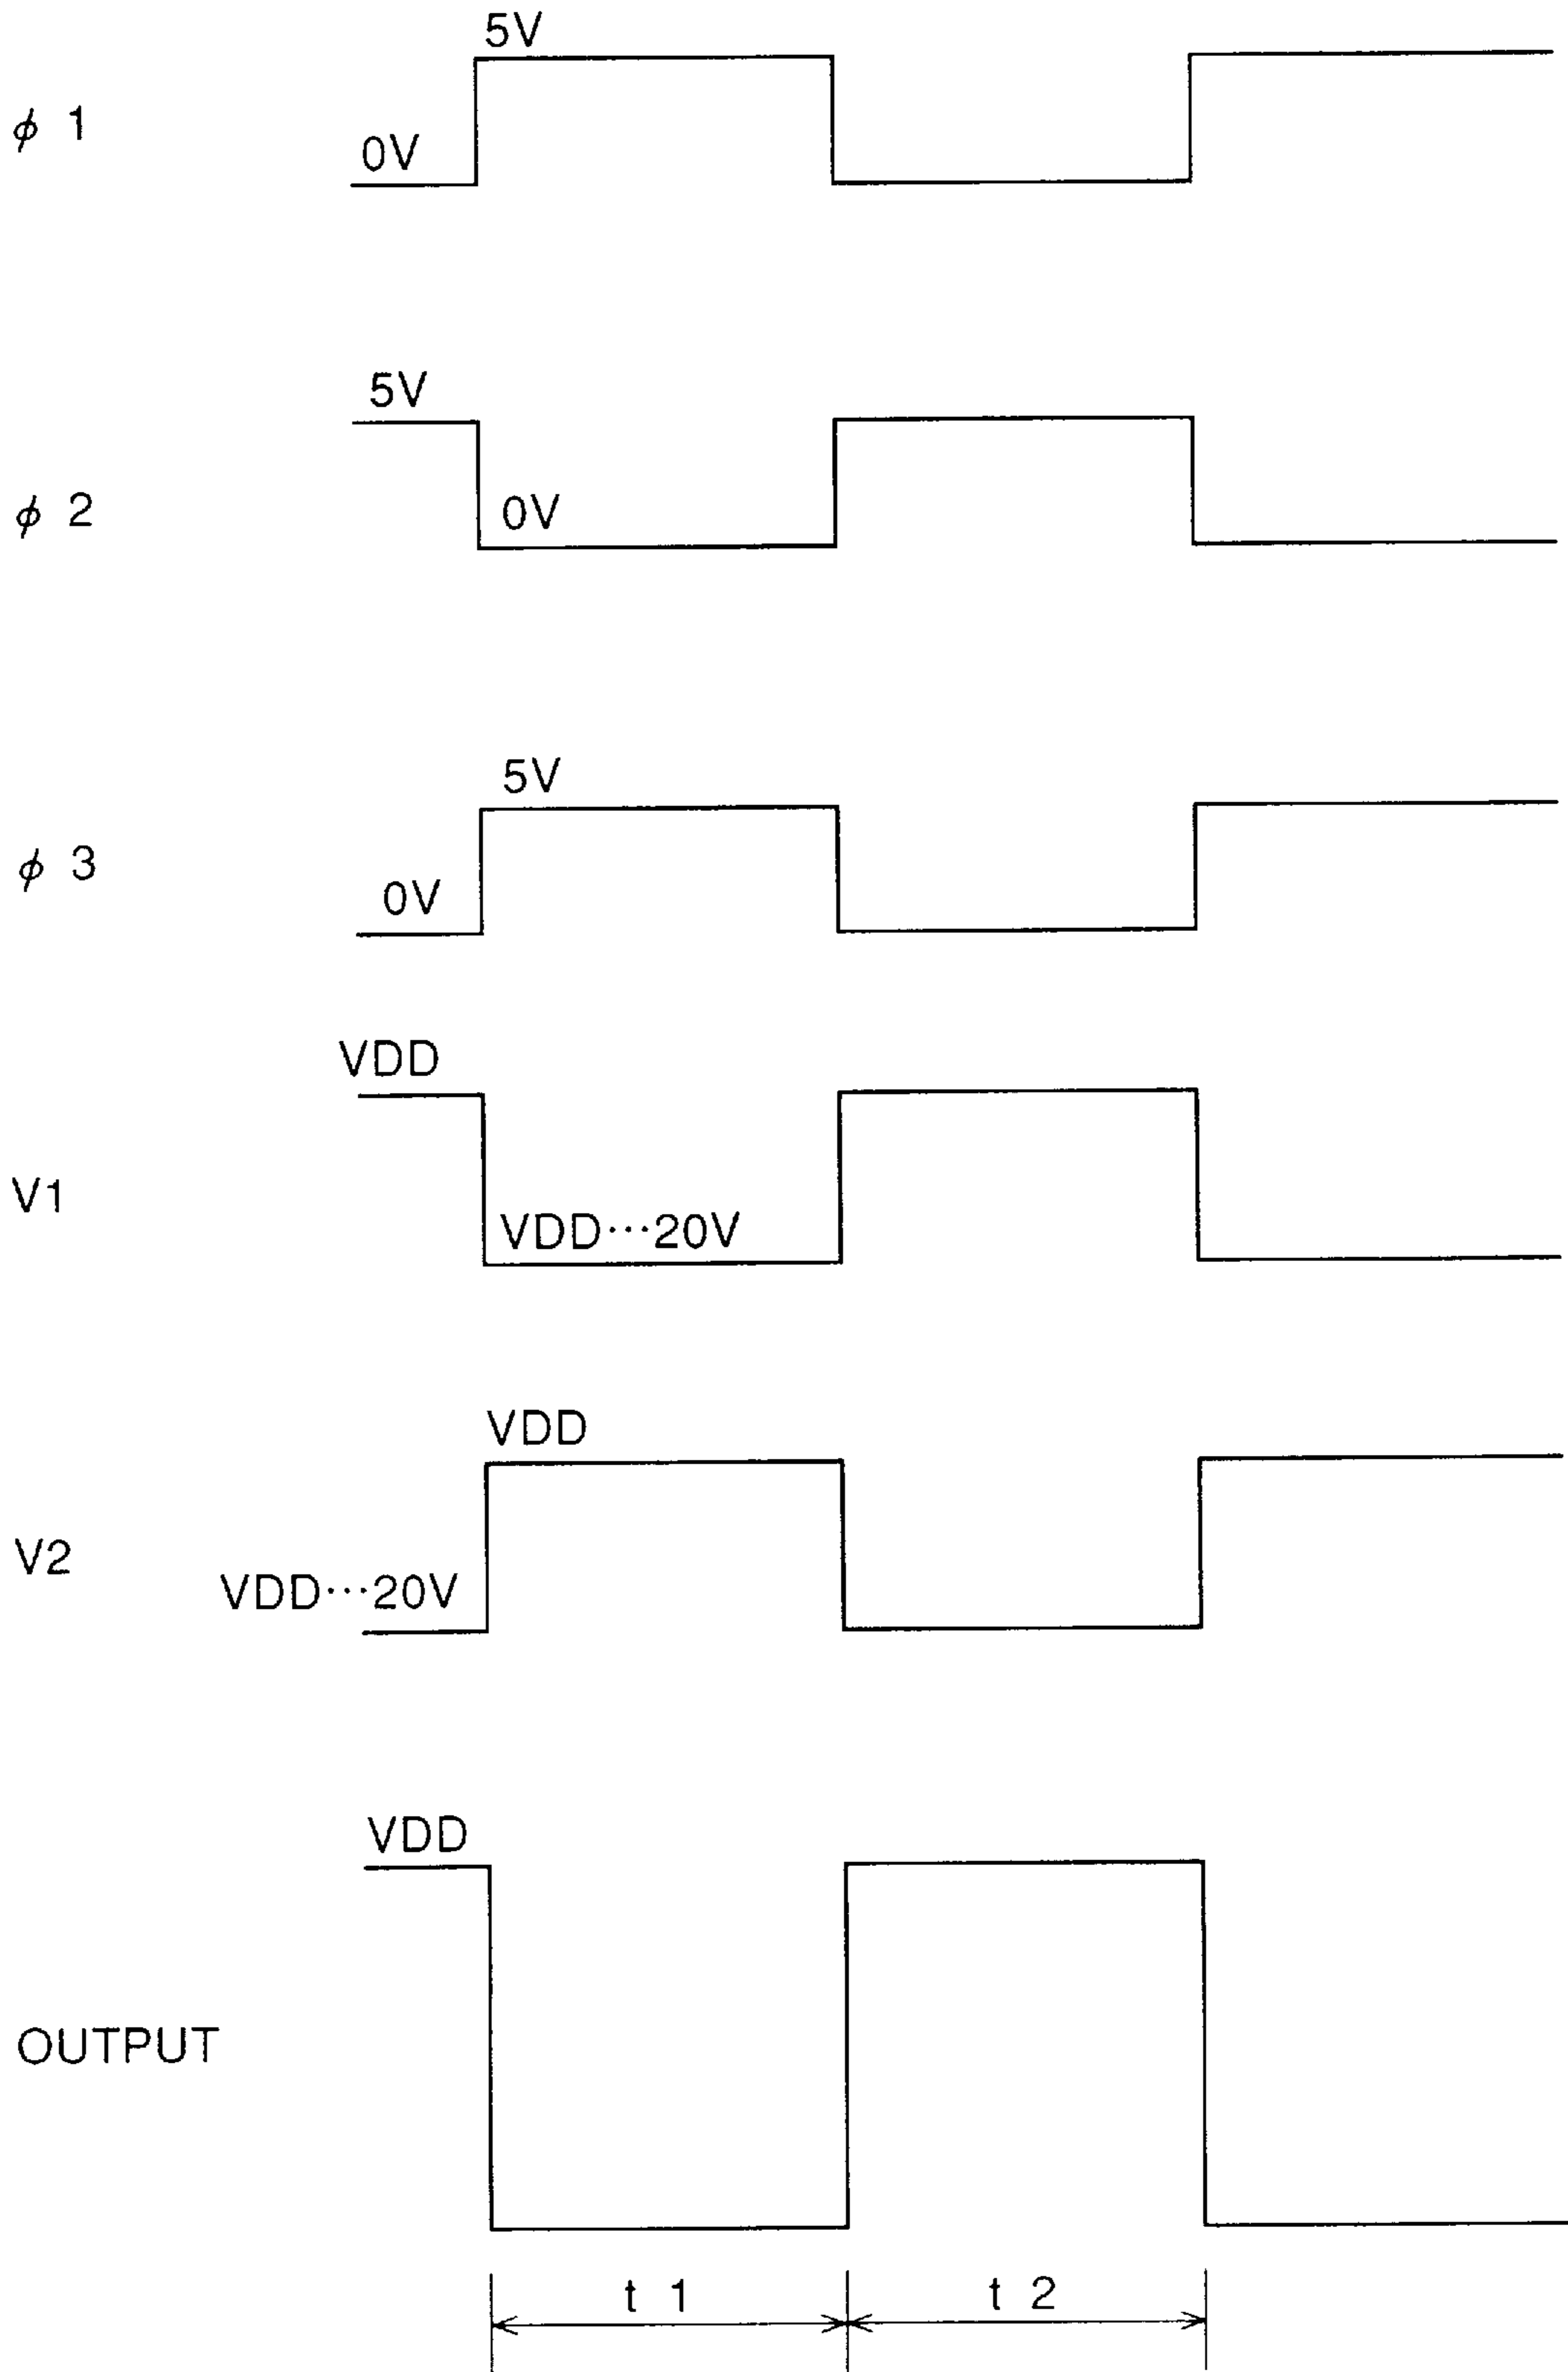 5V
ϕ 1
0V
5V
ϕ 2
0V
5V
ϕ 3
0V
VDD
V1
VDD···20V
VDD
V2
VDD···20V
VDD
OUTPUT
t 1
t 2